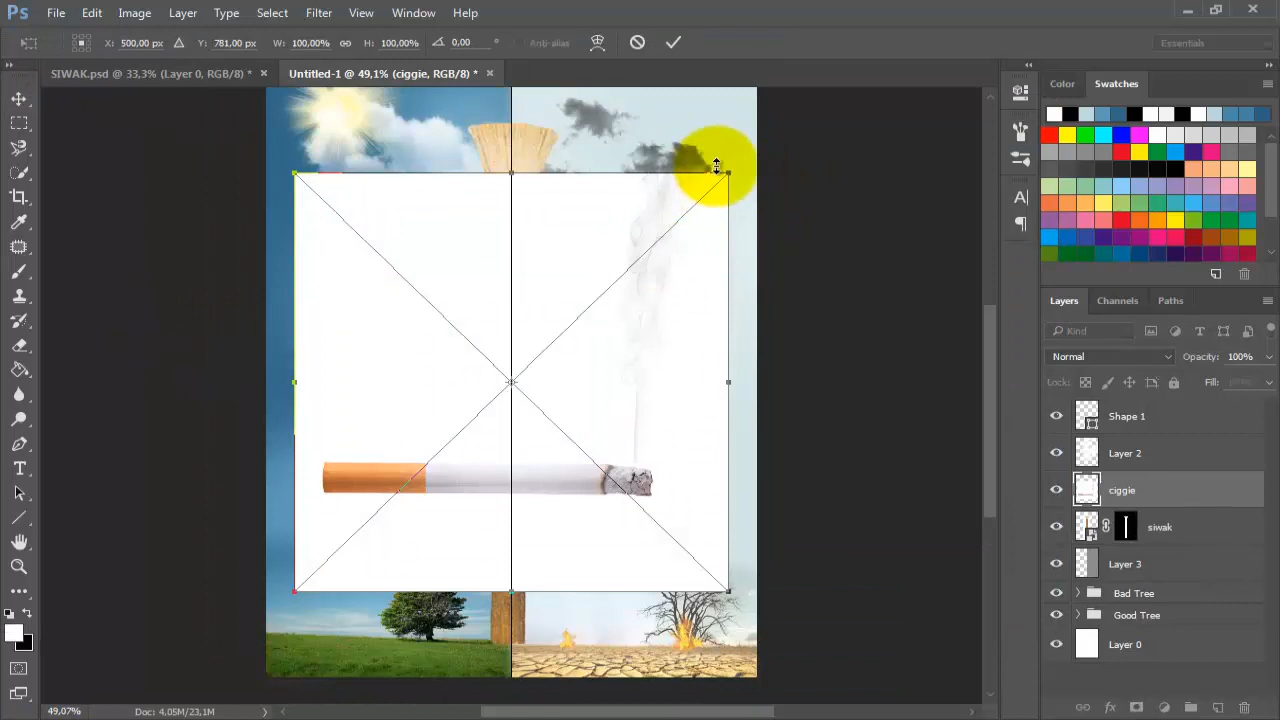 Ps File Edit Image Layer Type Select Filter View Window Help
X: 500,00 px Y: 781,00 px W: 100,00% H: 100,00% 0,00 ° Anti-alias Essentials
SIWAK.psd @ 33,3% (Layer 0, RGB/8) * × Untitled-1 @ 49,1% (ciggie, RGB/8) * ×
Color Swatches
Layers Channels Paths
Kind
Normal Opacity: 100%
Lock: Fill:
Shape 1
Layer 2
ciggie
siwak
Layer 3
Bad Tree
Good Tree
Layer 0
49,07% Doc: 4,05M/23,1M